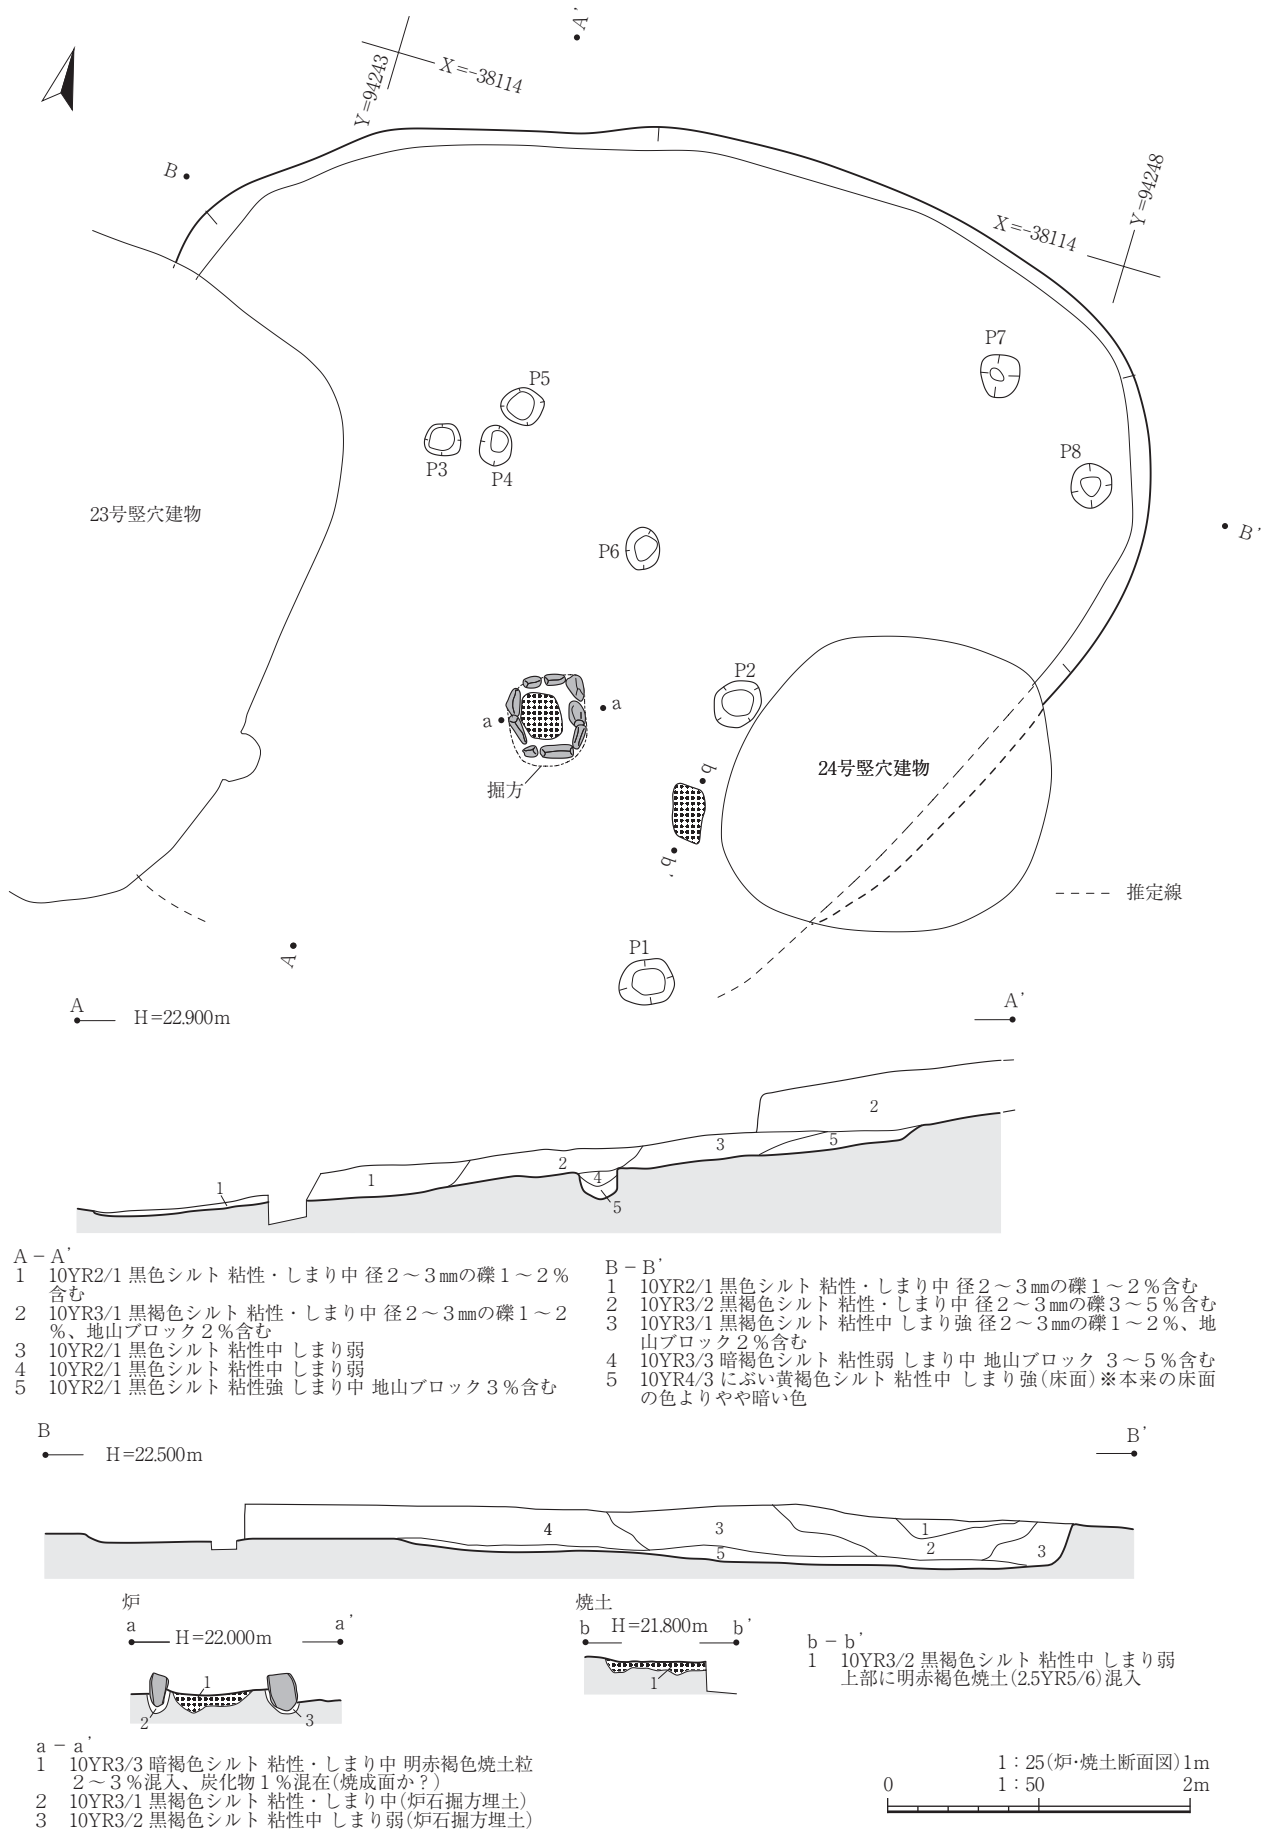 A'
Y=94243
X=-38114
B
Y=94248
X=-38114
P7
P5
P3
P4
P8
23号竪穴建物
B'
P6
P2
a
a
b
24号竪穴建物
掘方
b'
推定線
P1
A
A
H=22.900m
A'
2
5
3
2
1
4
1
5
A－A'
1 10YR2/1 黒色シルト 粘性・しまり中 径2～3㎜の礫1～2％
含む
2 10YR3/1 黒褐色シルト 粘性・しまり中 径2～3㎜の礫1～2
％、地山ブロック2％含む
3 10YR2/1 黒色シルト 粘性中 しまり弱
4 10YR2/1 黒色シルト 粘性中 しまり弱
5 10YR2/1 黒色シルト 粘性強 しまり中 地山ブロック3％含む
B－B'
1 10YR2/1 黒色シルト 粘性・しまり中 径2～3㎜の礫1～2％含む
2 10YR3/2 黒褐色シルト 粘性・しまり中 径2～3㎜の礫3～5％含む
3 10YR3/1 黒褐色シルト 粘性中 しまり強 径2～3㎜の礫1～2％、地
山ブロック2％含む
4 10YR3/3 暗褐色シルト 粘性弱 しまり中 地山ブロック 3～5％含む
5 10YR4/3 にぶい黄褐色シルト 粘性中 しまり強(床面)※本来の床面
の色よりやや暗い色
B
H=22.500m
B'
4
3
1
5
2
3
炉
a
H=22.000m
a'
1
2
3
焼土
b
H=21.800m
b'
1
b－b'
1 10YR3/2 黒褐色シルト 粘性中 しまり弱
上部に明赤褐色焼土(2.5YR5/6)混入
a－a'
1 10YR3/3 暗褐色シルト 粘性・しまり中 明赤褐色焼土粒
2～3％混入、炭化物1％混在(焼成面か？)
2 10YR3/1 黒褐色シルト 粘性・しまり中(炉石掘方埋土)
3 10YR3/2 黒褐色シルト 粘性中 しまり弱(炉石掘方埋土)
1：25(炉・焼土断面図)1m
0
1：50
2m